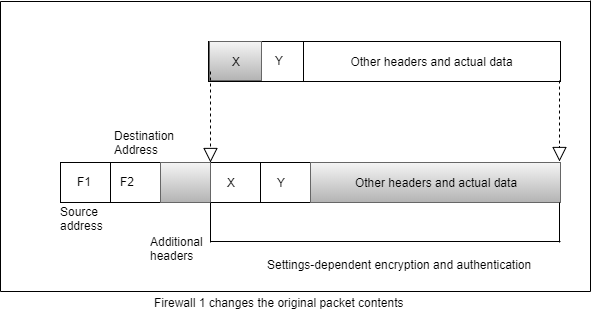 X Y Other headers and actual data
Destination
Address
F1 F2 X Y Other headers and actual data
Source
address
Additional
headers
Settings-dependent encryption and authentication
Firewall 1 changes the original packet contents